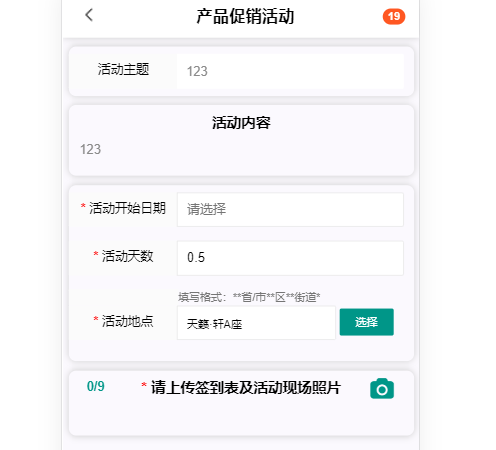 产品促销活动 19
活动主题 123
活动内容
123
* 活动开始日期 请选择
* 活动天数 0.5
填写格式：**省/市**区**街道*
* 活动地点 天籁·轩A座 选择
0/9 * 请上传签到表及活动现场照片